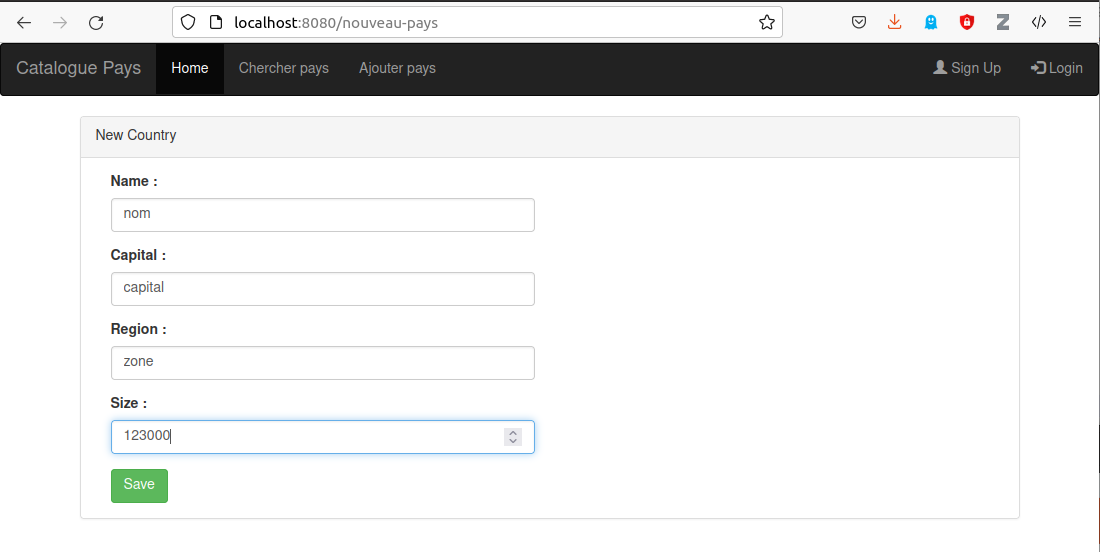 localhost:8080/nouveau-pays
Catalogue Pays Home Chercher pays Ajouter pays Sign Up Login
New Country
Name :
nom
Capital :
capital
Region :
zone
Size :
123000
Save